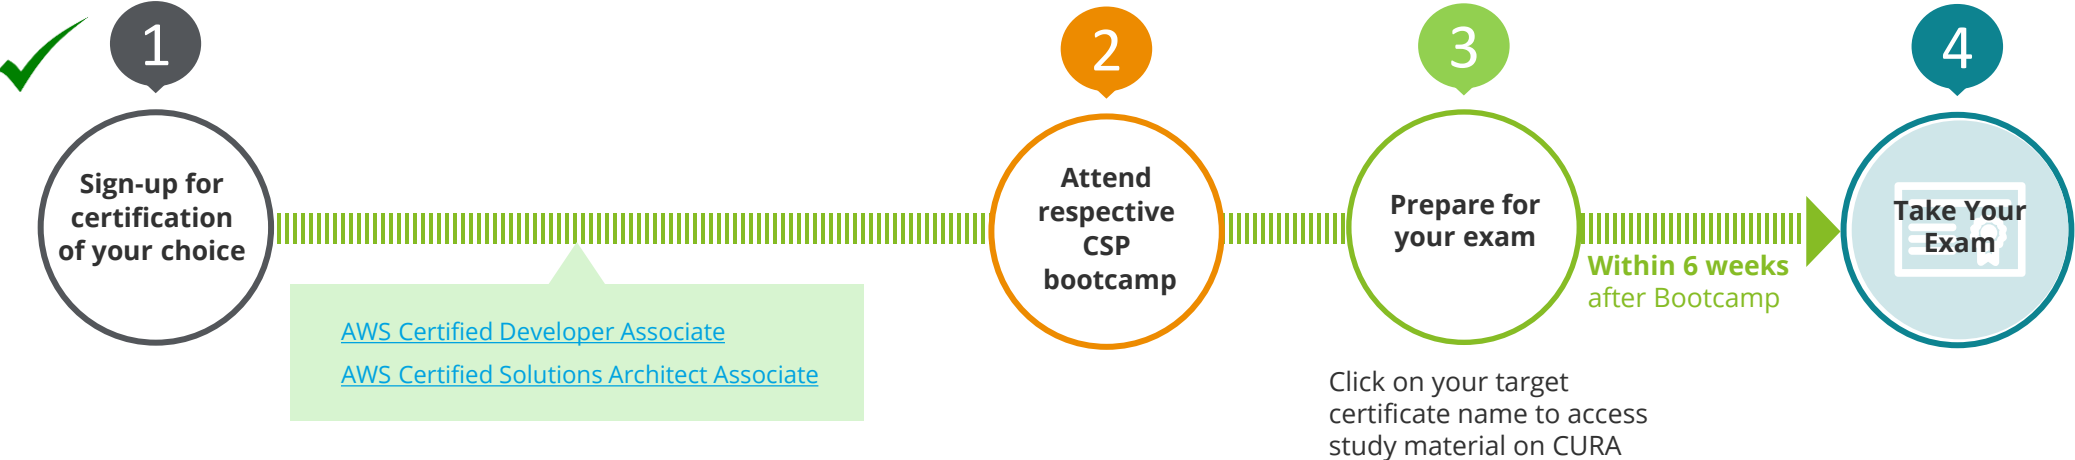 1
Sign-up for
certification
of your choice
AWS Certified Developer Associate
AWS Certified Solutions Architect Associate
2
Attend
respective
CSP
bootcamp
3
Prepare for
your exam
Click on your target
certificate name to access
study material on CURA
Within 6 weeks
after Bootcamp
4
Take Your
Exam